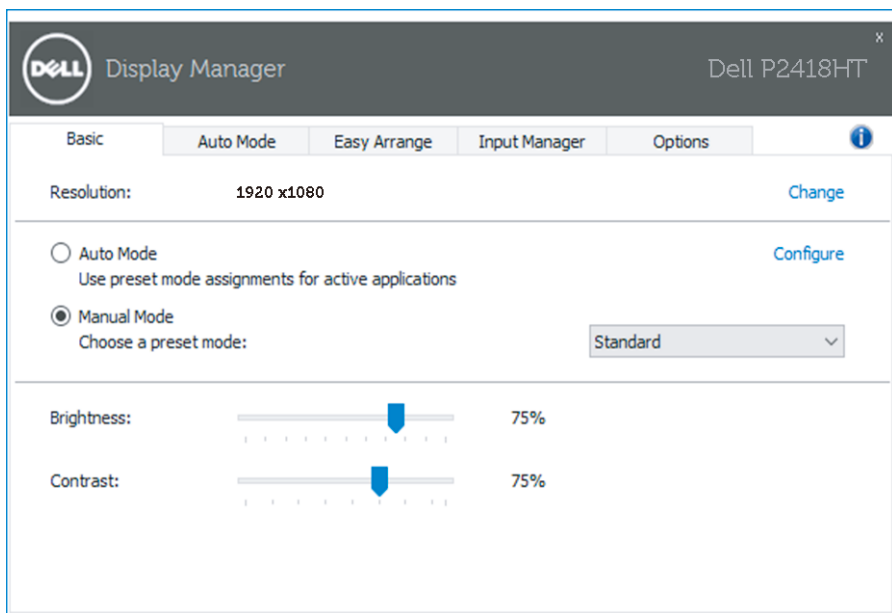 DELL Display Manager Dell P2418HT x
Basic Auto Mode Easy Arrange Input Manager Options i
Resolution: 1920 x1080 Change
Auto Mode Configure
Use preset mode assignments for active applications
Manual Mode
Choose a preset mode: Standard
Brightness: 75%
Contrast: 75%